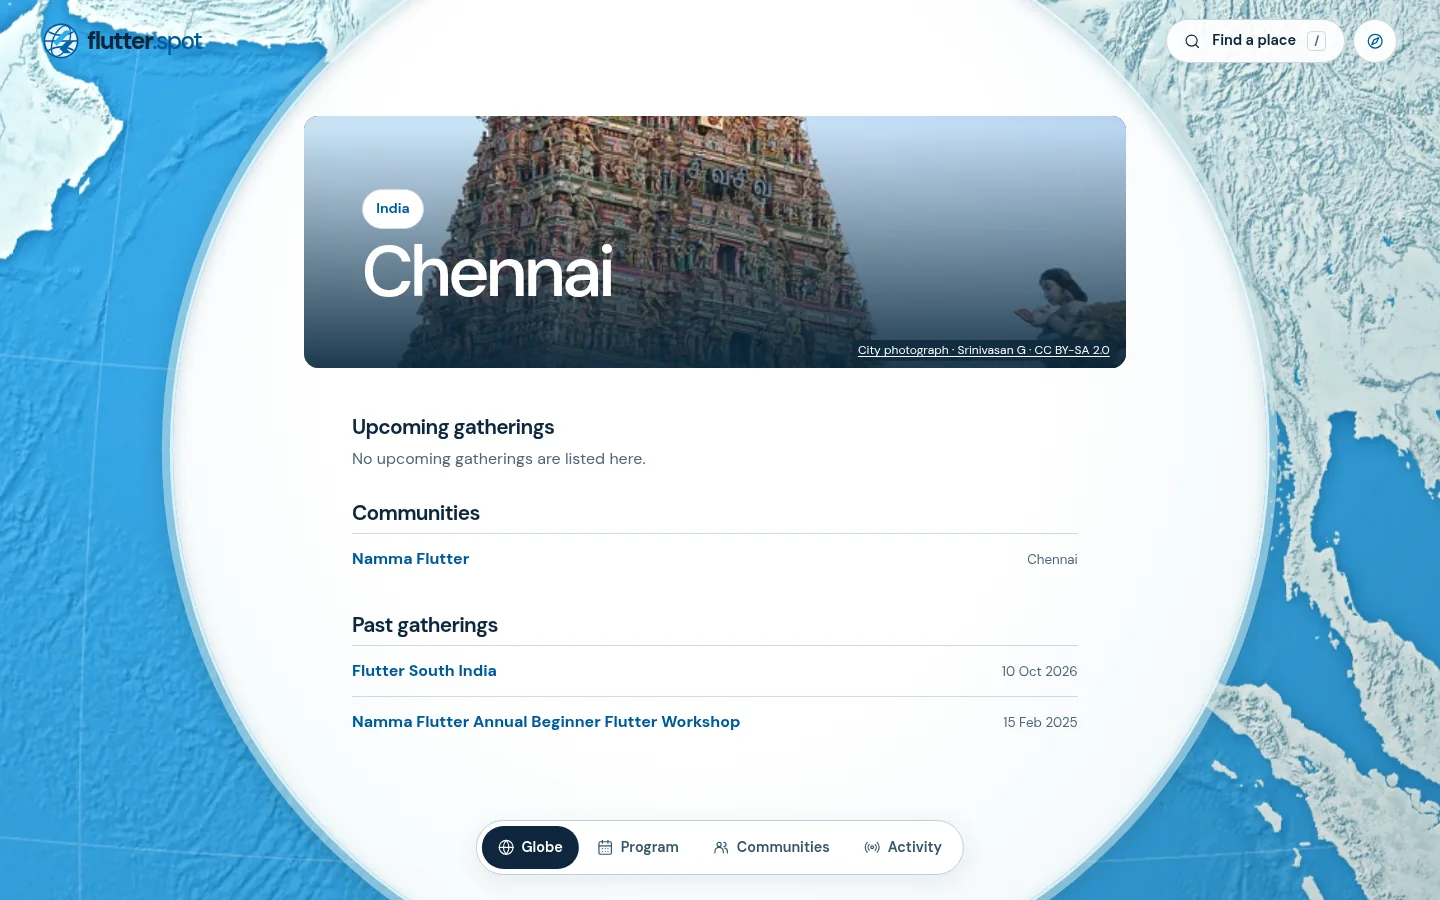 flutter.spot
Find a place /
சிவசிவ
India
Chennai
City photograph · Srinivasan G · CC BY-SA 2.0
Upcoming gatherings
No upcoming gatherings are listed here.
Communities
Namma Flutter Chennai
Past gatherings
Flutter South India 10 Oct 2026
Namma Flutter Annual Beginner Flutter Workshop 15 Feb 2025
Globe Program Communities Activity